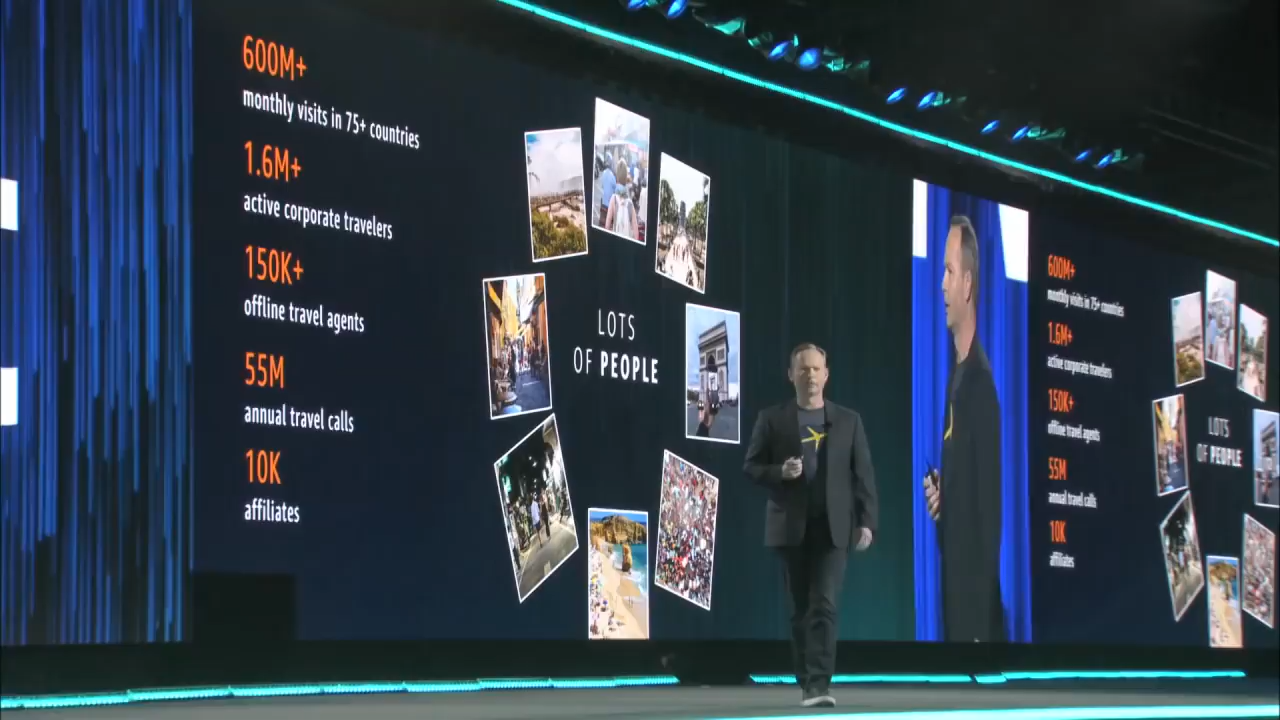 600M+
monthly visits in 75+ countries
1.6M+
active corporate travelers
150K+
offline travel agents
55M
annual travel calls
10K
affiliates
LOTS
OF PEOPLE
600M+
monthly visits in 75+ countries
1.6M+
active corporate travelers
150K+
offline travel agents
55M
annual travel calls
10K
affiliates
LOTS
OF PEOPLE